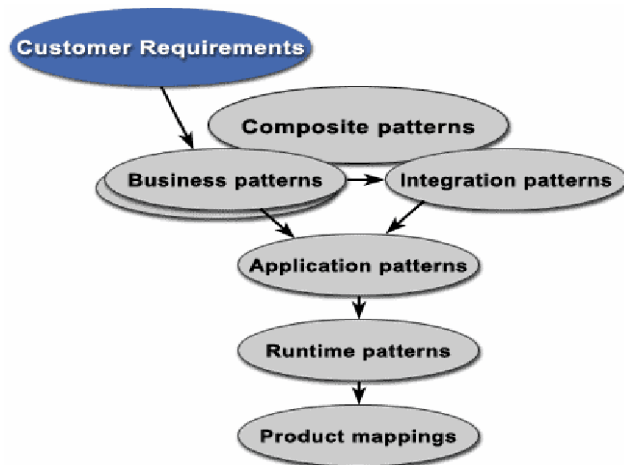 Customer Requirements
Composite patterns
Business patterns
Integration patterns
Application patterns
Runtime patterns
Product mappings